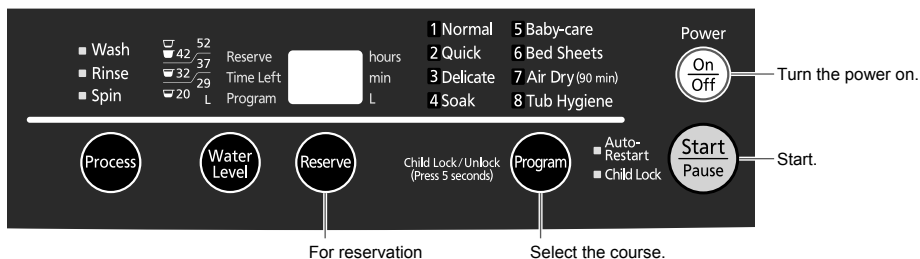 Wash
Rinse
Spin
52
42
37
32
29
20 L
Reserve
Time Left
Program
hours
min
L
1 Normal
2 Quick
3 Delicate
4 Soak
5 Baby-care
6 Bed Sheets
7 Air Dry (90 min)
8 Tub Hygiene
Power
On
Off
Turn the power on.
Process
Water
Level
Reserve
Child Lock/Unlock
(Press 5 seconds)
Program
Auto-
Restart
Child Lock
Start
Pause
Start.
For reservation
Select the course.